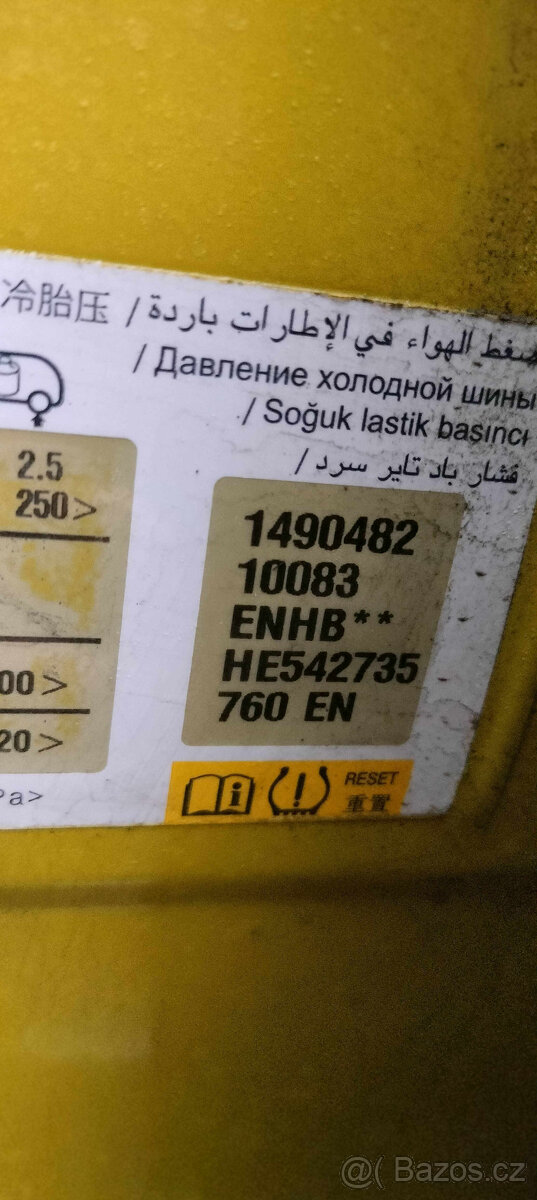 冷胎压 / ضغط الهواء في الإطارات باردة
/ Давление холодной шины
/ Soğuk lastik basıncı
/ فشار باد تایر سرد
2.5
250>
00>
20>
Pa>
1490482
10083
ENHB**
HE542735
760 EN
RESET
重置
@( Bazos.cz